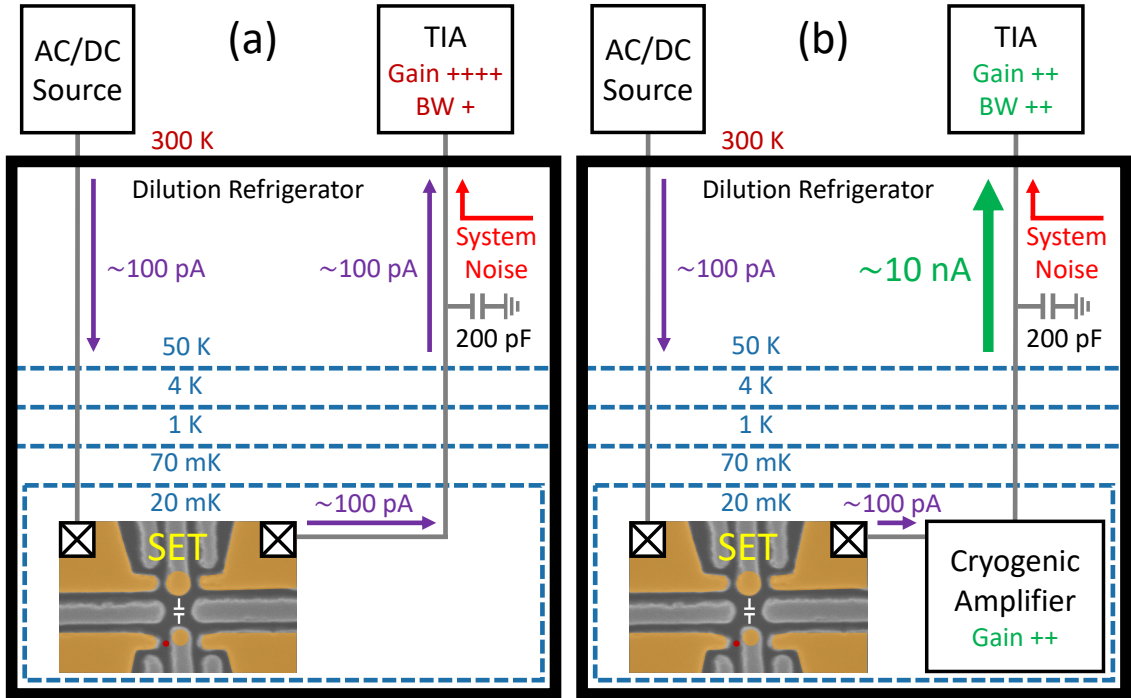 (a)
AC/DC
Source
TIA
Gain ++++
BW +
300 K
Dilution Refrigerator
~100 pA
~100 pA
System
Noise
200 pF
50 K
4 K
1 K
70 mK
20 mK
~100 pA
SET
(b)
AC/DC
Source
TIA
Gain ++
BW ++
300 K
Dilution Refrigerator
~100 pA
~10 nA
System
Noise
200 pF
50 K
4 K
1 K
70 mK
20 mK
~100 pA
SET
Cryogenic
Amplifier
Gain ++